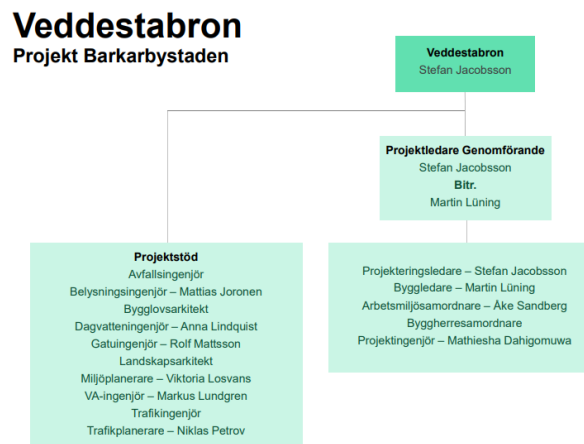 Veddestabron
Projekt Barkarbystaden
Veddestabron
Stefan Jacobsson
Projektledare Genomförande
Stefan Jacobsson
Bitr.
Martin Lüning
Projektstöd
Avfallsingenjör
Belysningsingenjör – Mattias Joronen
Bygglovsarkitekt
Dagvatteningenjör – Anna Lindquist
Gatuingenjör – Rolf Mattsson
Landskapsarkitekt
Miljöplanerare – Viktoria Losvans
VA-ingenjör – Markus Lundgren
Trafikingenjör
Trafikplanerare – Niklas Petrov
Projekteringsledare – Stefan Jacobsson
Byggledare – Martin Lüning
Arbetsmiljösamordnare – Åke Sandberg
Byggherresamordnare
Projektingenjör – Mathiesha Dahigomuwa